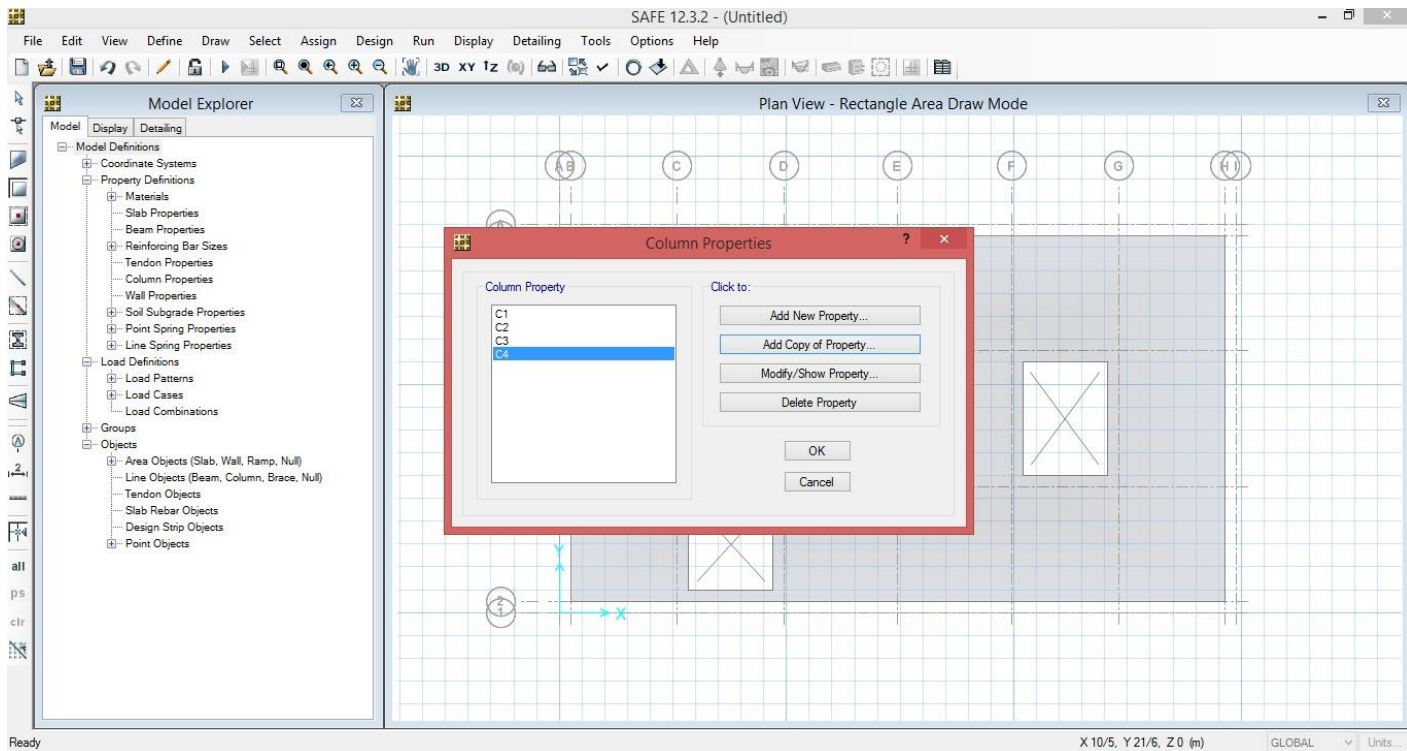 SAFE 12.3.2 - (Untitled)
File Edit View Define Draw Select Assign Design Run Display Detailing Tools Options Help
3D XY
Model Explorer
Model Display Detailing
Model Definitions
Coordinate Systems
Property Definitions
Materials
Slab Properties
Beam Properties
Reinforcing Bar Sizes
Tendon Properties
Column Properties
Wall Properties
Soil Subgrade Properties
Point Spring Properties
Line Spring Properties
Load Definitions
Load Patterns
Load Cases
Load Combinations
Groups
Objects
Area Objects (Slab, Wall, Ramp, Null)
Line Objects (Beam, Column, Brace, Null)
Tendon Objects
Slab Rebar Objects
Design Strip Objects
Point Objects
all
ps
clr
Plan View - Rectangle Area Draw Mode
A B C D E F G H I
Column Properties
?
Column Property
C1
C2
C3
C4
Click to:
Add New Property...
Add Copy of Property...
Modify/Show Property...
Delete Property
OK
Cancel
Y
X
2
1
Ready
X 10/5, Y 21/6, Z 0 (m)
GLOBAL
Units...